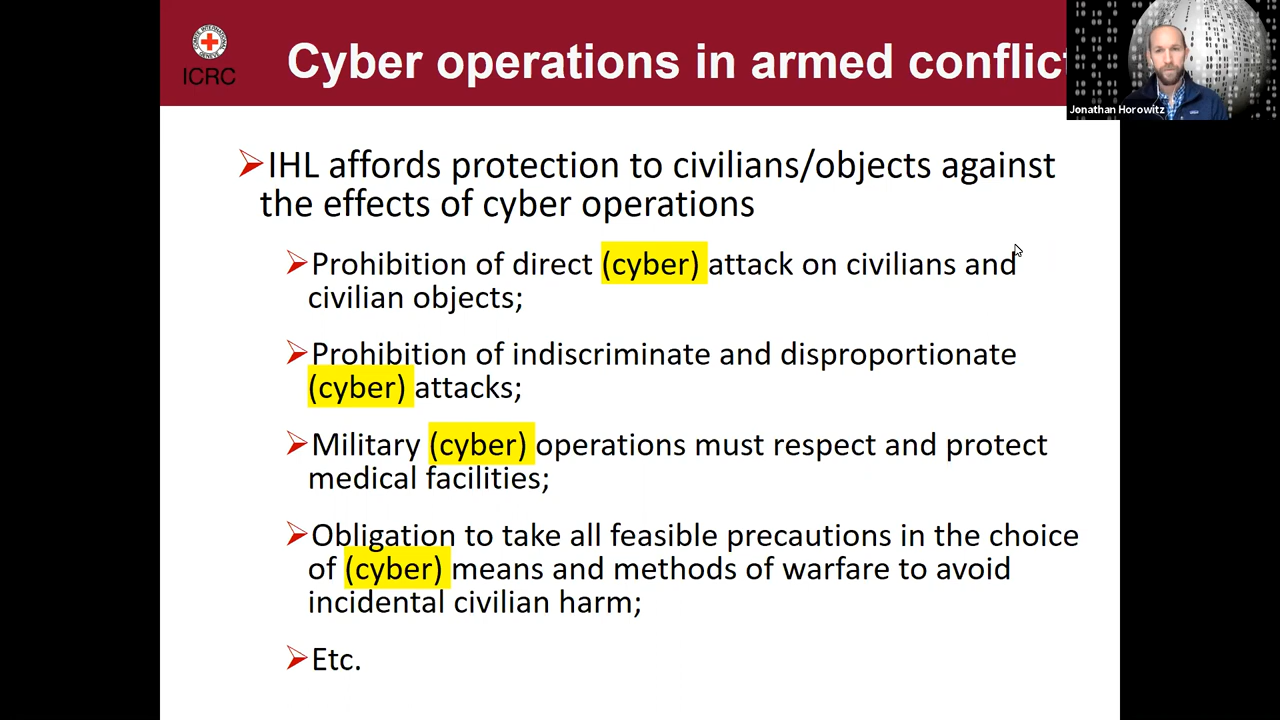 COMITE INTERNATIONAL
GENEVE
ICRC
Cyber operations in armed conflict
Jonathan Horowitz
➢IHL affords protection to civilians/objects against
the effects of cyber operations
➢Prohibition of direct (cyber) attack on civilians and
civilian objects;
➢Prohibition of indiscriminate and disproportionate
(cyber) attacks;
➢Military (cyber) operations must respect and protect
medical facilities;
➢Obligation to take all feasible precautions in the choice
of (cyber) means and methods of warfare to avoid
incidental civilian harm;
➢Etc.